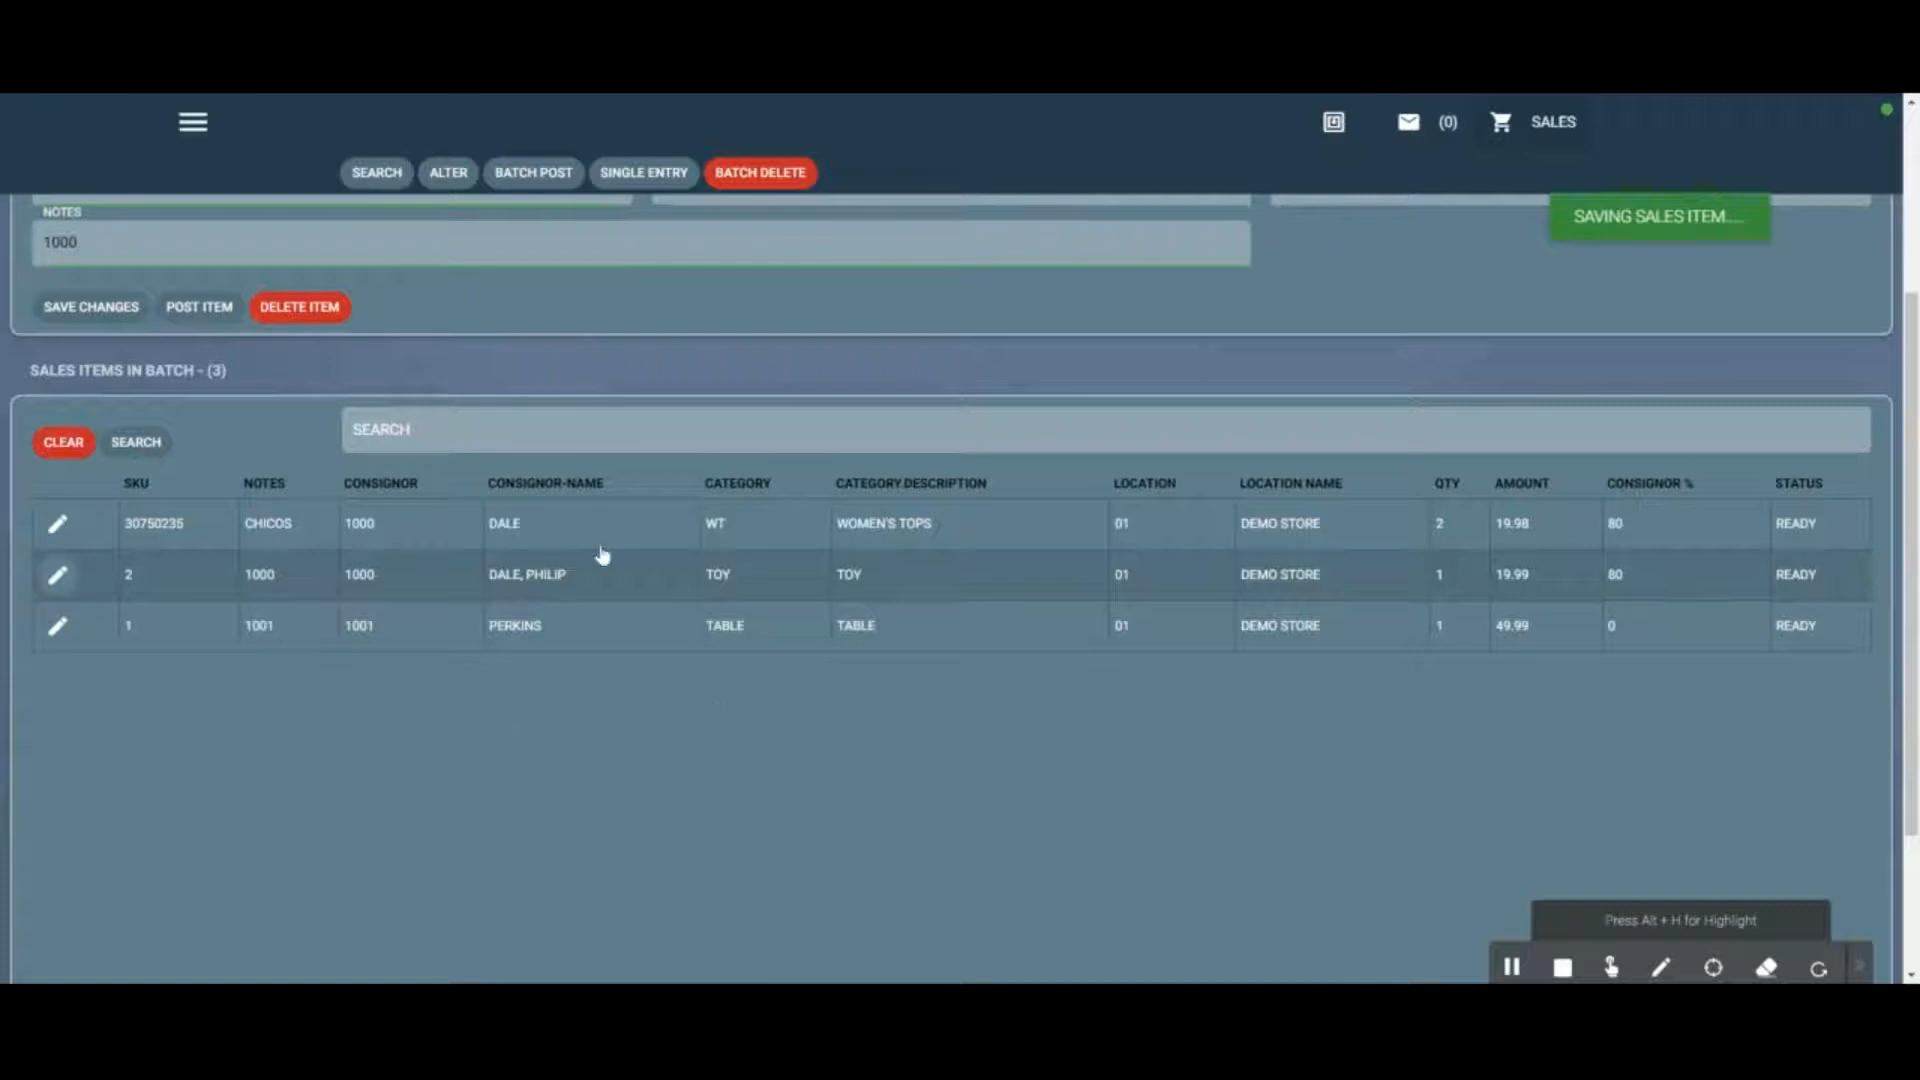 (0) SALES
SEARCH ALTER BATCH POST SINGLE ENTRY BATCH DELETE
NOTES
SAVING SALES ITEM....
1000
SAVE CHANGES POST ITEM DELETE ITEM
SALES ITEMS IN BATCH - (3)
SEARCH
CLEAR SEARCH
SKU NOTES CONSIGNOR CONSIGNOR-NAME CATEGORY CATEGORY DESCRIPTION LOCATION LOCATION NAME QTY AMOUNT CONSIGNOR % STATUS
30750235 CHICOS 1000 DALE WT WOMEN'S TOPS 01 DEMO STORE 2 19.98 80 READY
2 1000 1000 DALE, PHILIP TOY TOY 01 DEMO STORE 1 19.99 80 READY
1 1001 1001 PERKINS TABLE TABLE 01 DEMO STORE 1 49.99 0 READY
Press Alt + H for Highlight